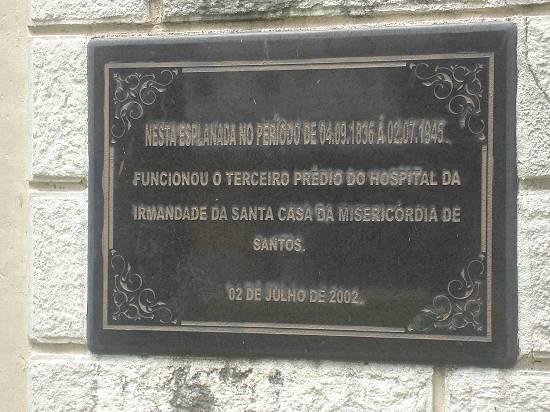 NESTA ESPLANADA NO PERÍODO DE 04.09.1836 Á 02.07.1945
FUNCIONOU O TERCEIRO PRÉDIO DO HOSPITAL DA
IRMANDADE DA SANTA CASA DA MISERICÓRDIA DE
SANTOS.
02 DE JULHO DE 2002